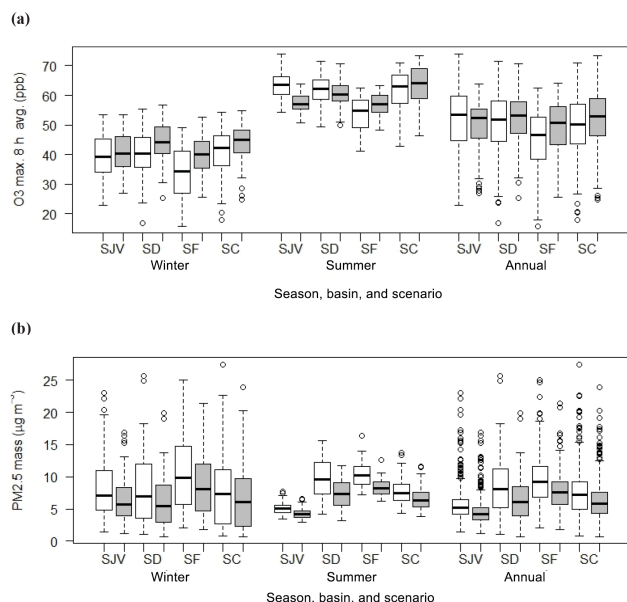 (a)
O3 max. 8 h avg. (ppb)
70
60
50
40
30
20
SJV SD SF SC SJV SD SF SC SJV SD SF SC
Winter Summer Annual
Season, basin, and scenario
(b)
PM2.5 mass (µg m⁻³)
25
20
15
10
5
0
SJV SD SF SC SJV SD SF SC SJV SD SF SC
Winter Summer Annual
Season, basin, and scenario